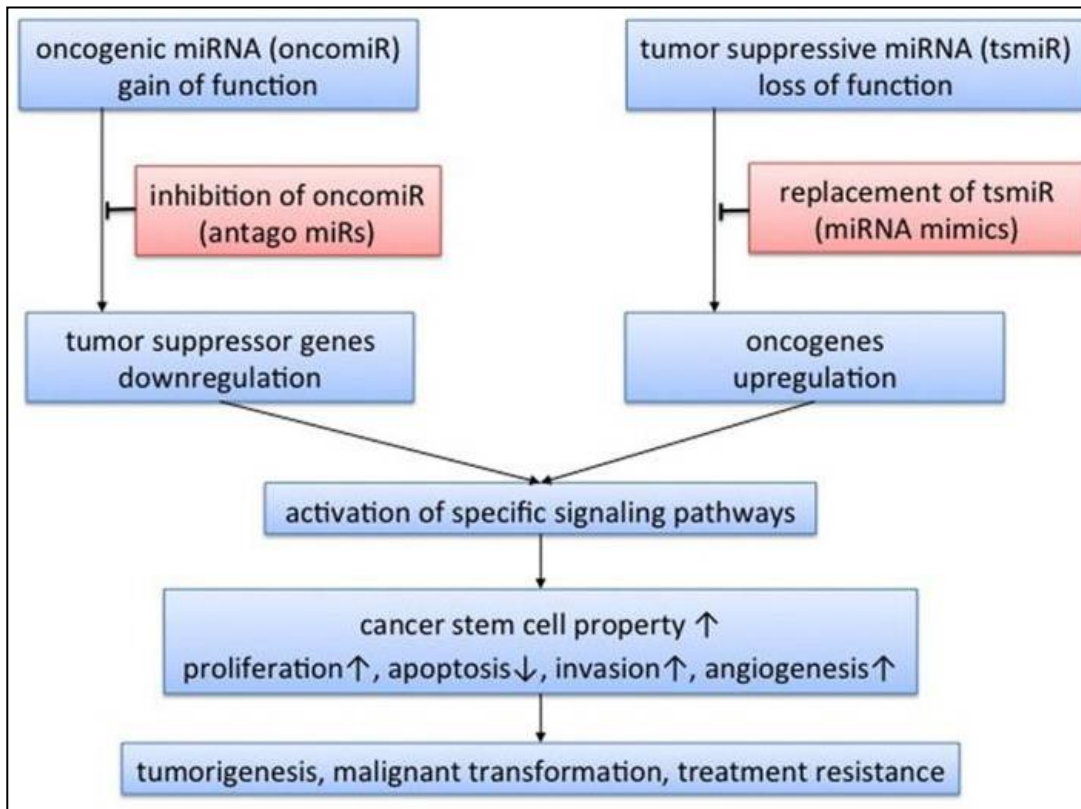 oncogenic miRNA (oncomiR)
gain of function
tumor suppressive miRNA (tsmiR)
loss of function
inhibition of oncomiR
(antago miRs)
replacement of tsmiR
(miRNA mimics)
tumor suppressor genes
downregulation
oncogenes
upregulation
activation of specific signaling pathways
cancer stem cell property ↑
proliferation↑, apoptosis↓, invasion↑, angiogenesis↑
tumorigenesis, malignant transformation, treatment resistance